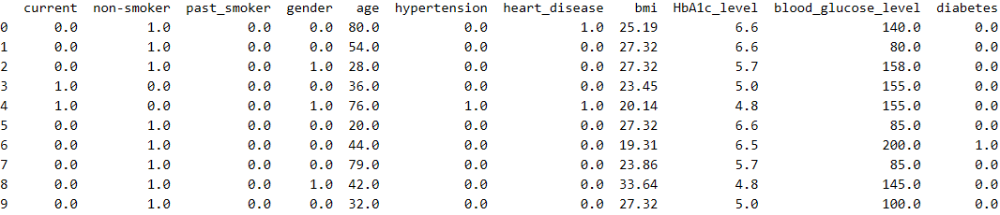 current non-smoker past_smoker gender age hypertension heart_disease bmi HbA1c_level blood_glucose_level diabetes
0 0.0 1.0 0.0 0.0 80.0 0.0 1.0 25.19 6.6 140.0 0.0
1 0.0 1.0 0.0 0.0 54.0 0.0 0.0 27.32 6.6 80.0 0.0
2 0.0 1.0 0.0 1.0 28.0 0.0 0.0 27.32 5.7 158.0 0.0
3 1.0 0.0 0.0 0.0 36.0 0.0 0.0 23.45 5.0 155.0 0.0
4 1.0 0.0 0.0 1.0 76.0 1.0 1.0 20.14 4.8 155.0 0.0
5 0.0 1.0 0.0 0.0 20.0 0.0 0.0 27.32 6.6 85.0 0.0
6 0.0 1.0 0.0 0.0 44.0 0.0 0.0 19.31 6.5 200.0 1.0
7 0.0 1.0 0.0 0.0 79.0 0.0 0.0 23.86 5.7 85.0 0.0
8 0.0 1.0 0.0 1.0 42.0 0.0 0.0 33.64 4.8 145.0 0.0
9 0.0 1.0 0.0 0.0 32.0 0.0 0.0 27.32 5.0 100.0 0.0